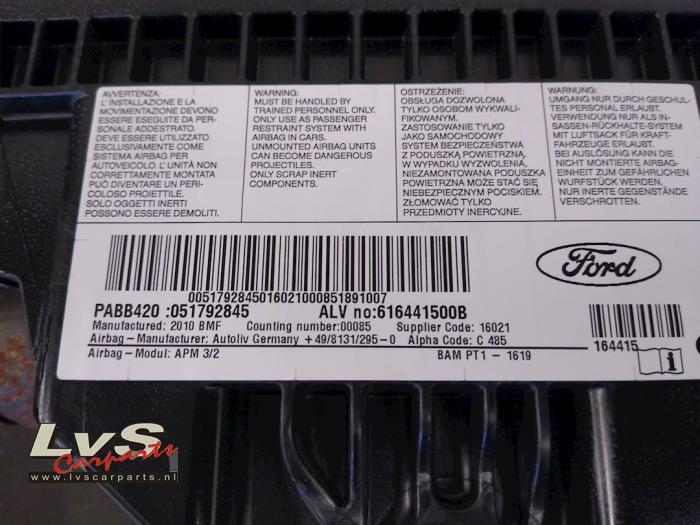 AVVERTENZA:
L' INSTALLAZIONE E LA
MOVIMENTAZIONE DEVONO
ESSERE ESEGUITE DA PER-
SONALE ADDESTRATO.
DEVE ESSERE UTILIZZATO
ESCLUSIVAMENTE COME
SISTEMA AIRBAG PER
AUTOVEICOLO. L' UNITÀ NON
CORRETTAMENTE MONTATA
PUÒ DIVENTARE UN PERI-
COLOSO PROIETTILE.
SOLO OGGETTI INERTI
POSSONO ESSERE DEMOLITI.
WARNING:
MUST BE HANDLED BY
TRAINED PERSONNEL ONLY.
ONLY USE AS PASSENGER
RESTRAINT SYSTEM WITH
AIRBAG IN CARS.
UNMOUNTED AIRBAG UNITS
CAN BECOME DANGEROUS
PROJECTILES.
ONLY SCRAP INERT
COMPONENTS.
OSTRZEŻENIE:
OBSŁUGA DOZWOLONA
TYLKO OSOBOM WYKWALI-
FIKOWANYM.
ZASTOSOWANIE TYLKO
JAKO SAMOCHODOWY
SYSTEM BEZPIECZEŃSTWA
Z PODUSZKĄ POWIETRZNĄ.
W WYPADKU WYZWOLENIA,
NIEZAMONTOWANA PODUSZKA
POWIETRZNA MOŻE STAĆ SIĘ
NIEBEZPIECZNYM POCISKIEM.
ZŁOMOWAĆ TYLKO
PRZEDMIOTY INERCYJNE.
WARNUNG:
UMGANG NUR DURCH GESCHUL-
TES PERSONAL ERLAUBT.
VERWENDUNG NUR ALS IN-
SASSEN-RÜCKHALTE-SYSTEM
MIT LUFTSACK FÜR KRAFT-
FAHRZEUGE ERLAUBT.
BEI AUSLÖSUNG KANN DIE
NICHT MONTIERTE AIRBAG-
EINHEIT ZUM GEFÄHRLICHEN
WURFSTÜCK WERDEN.
NUR INERTE GEGENSTÄNDE
VERSCHROTTEN.
0051792845016021000851891007
Ford
PABB420 :051792845 ALV no:616441500B
Manufactured: 2010 BMF Counting number:00085 Supplier Code: 16021
Airbag - Manufacturer: Autoliv Germany +49/8131/295-0 Alpha Code: C 485
Airbag - Modul: APM 3/2 BAM PT1 - 1619
164415
i
LvS
Carparts
www.lvscarparts.nl